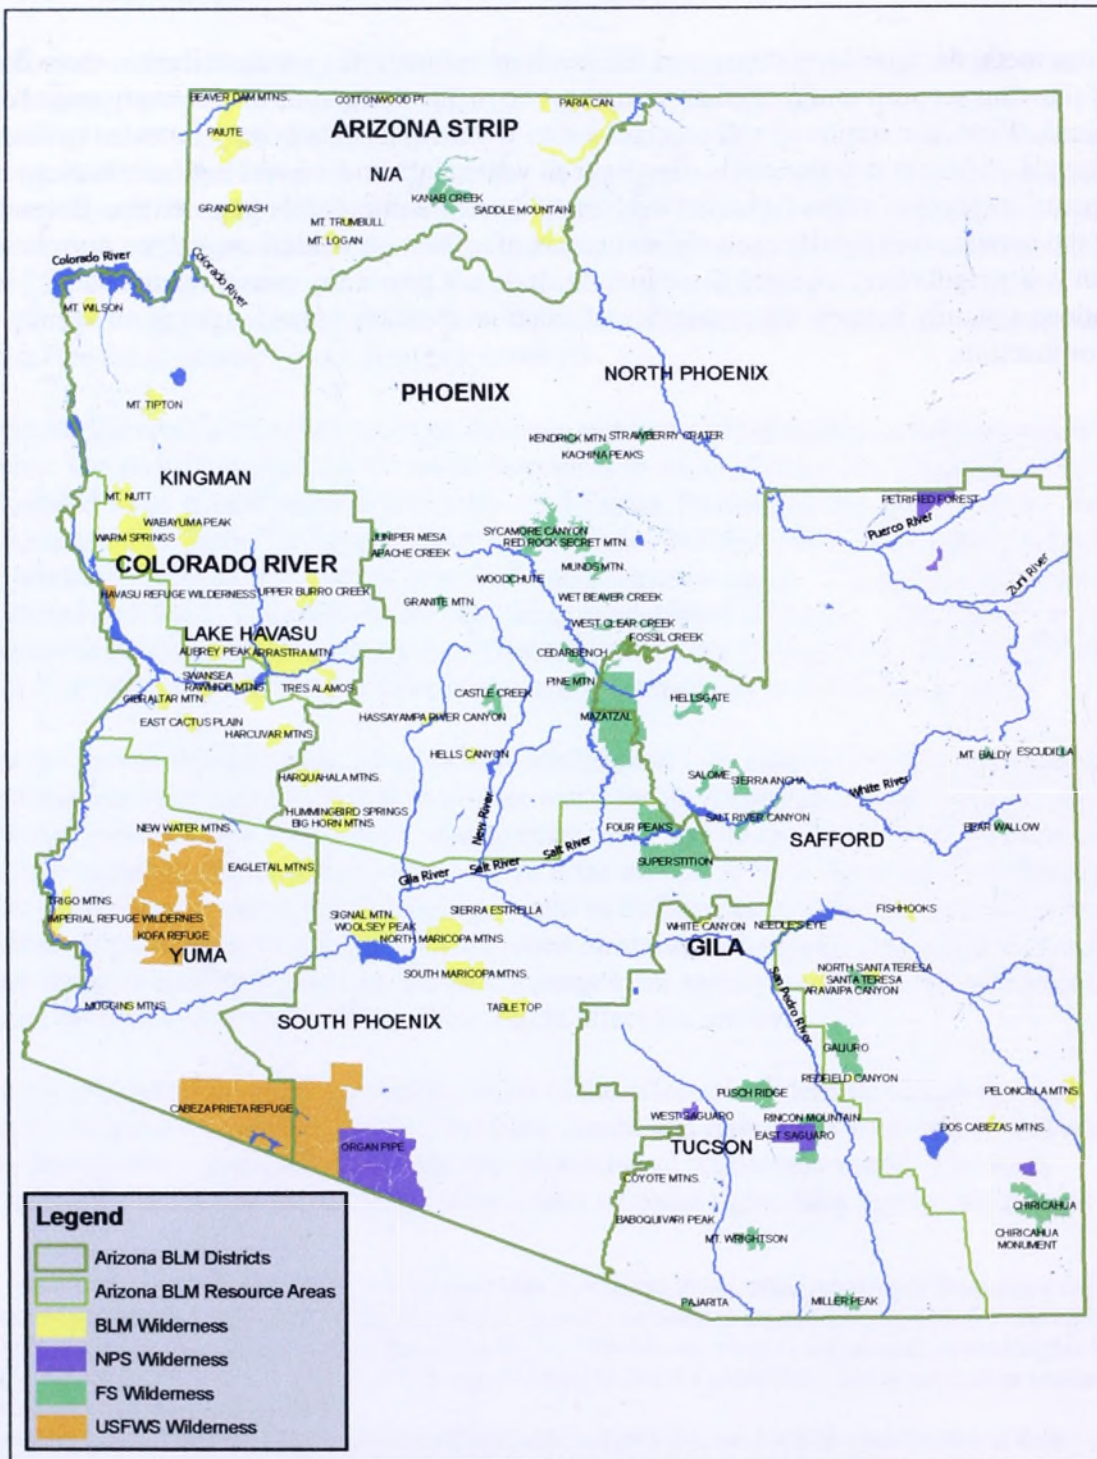 BEAVER DAM MTNS.
COTTONWOOD PT.
PARIA CAN.
PAIUTE
ARIZONA STRIP
N/A
KANAB CREEK
GRAND WASH
MT. TRUMBULL
SADDLE MOUNTAIN
MT. LOGAN
Colorado River
Colorado River
MT. WILSON
NORTH PHOENIX
PHOENIX
MT. TIPTON
KENDRICK MTN.
STRAWBERRY CRATER
KACHINA PEAKS
KINGMAN
MT. NUTT
PETRIFIED FOREST
WABAYUMA PEAK
WARM SPRINGS
Puerco River
SYCAMORE CANYON
JUNIPER MESA
RED ROCK SECRET MTN.
APACHE CREEK
COLORADO RIVER
MUNDS MTN.
WOODCHUTE
Zuni River
HAVASU REFUGE WILDERNESS
UPPER BURRO CREEK
GRANITE MTN.
WET BEAVER CREEK
WEST CLEAR CREEK
LAKE HAVASU
FOSSIL CREEK
AUBREY PEAK
ARRASTRA MTN.
CEDARBENCH
SWANSEA
RAWHIDE MTNS.
TRES ALAMOS
PINE MTN.
GIBRALTAR MTN.
CASTLE CREEK
HELLSGATE
EAST CACTUS PLAIN
HASSAYAMPA RIVER CANYON
MAZATZAL
HARCUVAR MTNS.
HELLS CANYON
MT. BALDY
ESCUDILLA
HARQUAHALA MTNS.
SALOME
SIERRA ANCHA
White River
HUMMINGBIRD SPRINGS
BIG HORN MTNS.
New River
SALT RIVER CANYON
NEW WATER MTNS.
FOUR PEAKS
BEAR WALLOW
SAFFORD
EAGLETAIL MTNS.
Gila River
Salt River
Salt River
SUPERSTITION
TRIGO MTNS.
IMPERIAL REFUGE WILDERNES
SIGNAL MTN.
SIERRA ESTRELLA
FISHHOOKS
WOOLSEY PEAK
WHITE CANYON
NEEDLE'S EYE
KOFA REFUGE
NORTH MARICOPA MTNS.
YUMA
GILA
SOUTH MARICOPA MTNS.
NORTH SANTA TERESA
SANTA TERESA
ARAVAIPA CANYON
San Pedro River
MUGGINS MTNS.
TABLE TOP
SOUTH PHOENIX
GALIURO
REDFIELD CANYON
PUSCH RIDGE
PELONCILLA MTNS
CABEZA PRIETA REFUGE
WEST SAGUARO
RINCON MOUNTAIN
DOS CABEZAS MTNS.
EAST SAGUARO
ORGAN PIPE
TUCSON
COYOTE MTNS.
CHIRICAHUA
BABOQUIVARI PEAK
MT. WRIGHTSON
CHIRICAHUA
MONUMENT
PAJARITA
MILLER PEAK
Legend
Arizona BLM Districts
Arizona BLM Resource Areas
BLM Wilderness
NPS Wilderness
FS Wilderness
USFWS Wilderness